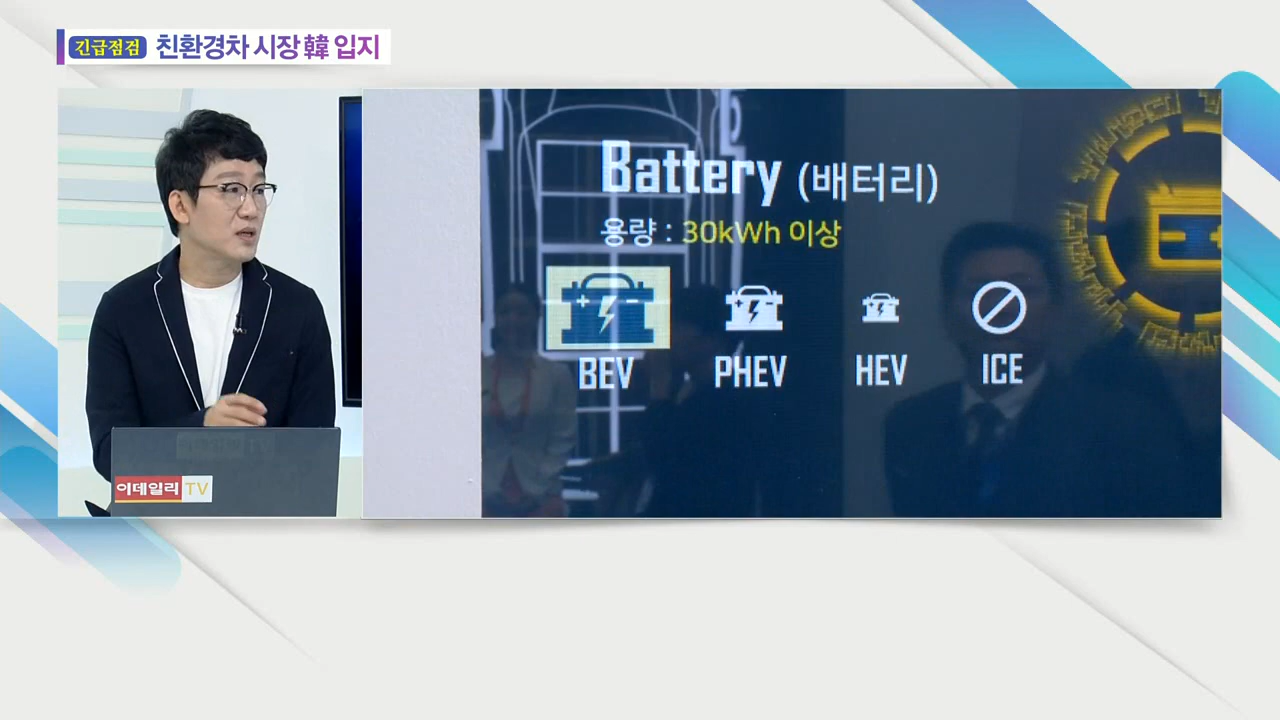 긴급점검 친환경차 시장 韓 입지
Battery (배터리)
용량 : 30kWh 이상
BEV PHEV HEV ICE
이데일리TV